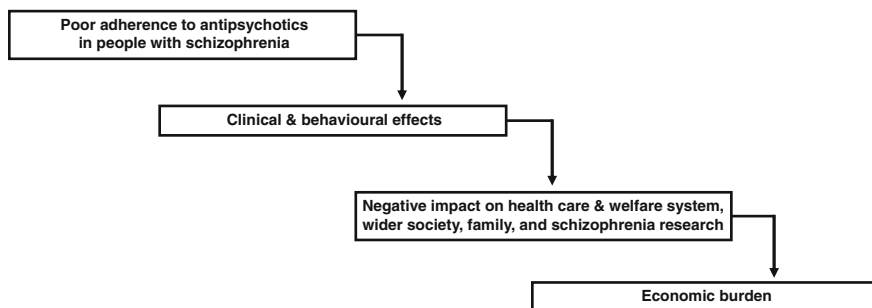 Poor adherence to antipsychotics
in people with schizophrenia
Clinical & behavioural effects
Negative impact on health care & welfare system,
wider society, family, and schizophrenia research
Economic burden